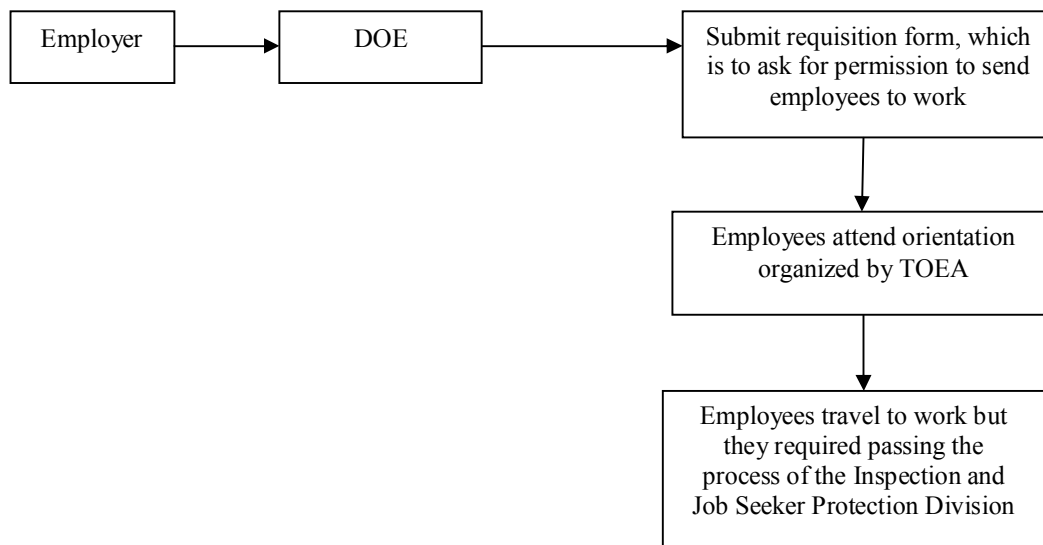 Employer
DOE
Submit requisition form, which
is to ask for permission to send
employees to work
Employees attend orientation
organized by TOEA
Employees travel to work but
they required passing the
process of the Inspection and
Job Seeker Protection Division